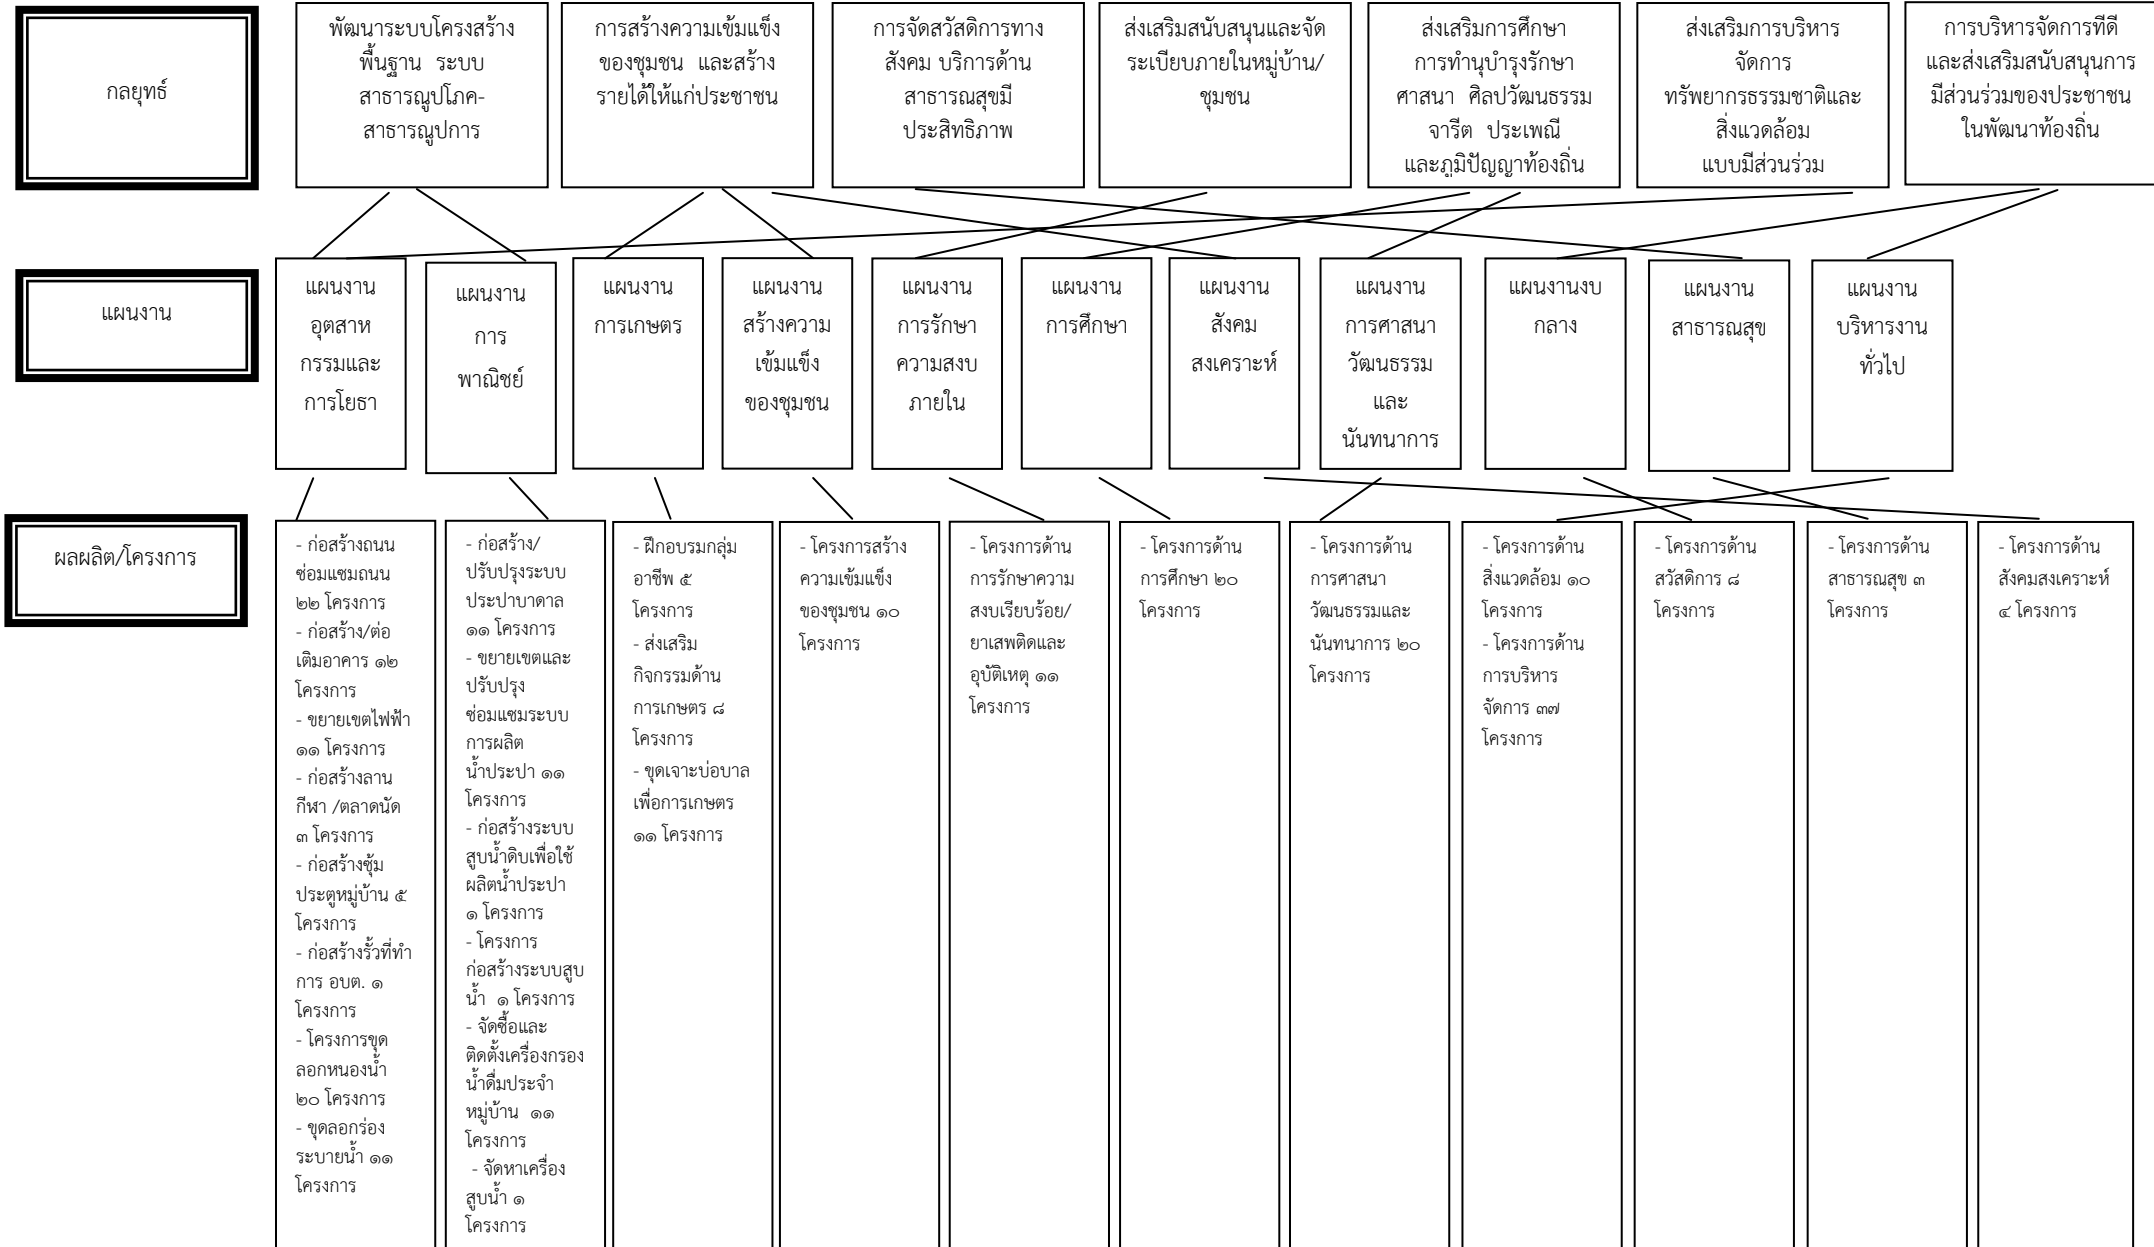 กลยุทธ์
พัฒนาระบบโครงสร้าง
พื้นฐาน ระบบ
สาธารณูปโภค-
สาธารณูปการ
การสร้างความเข้มแข็ง
ของชุมชน และสร้าง
รายได้ให้แก่ประชาชน
การจัดสวัสดิการทาง
สังคม บริการด้าน
สาธารณสุขมี
ประสิทธิภาพ
ส่งเสริมสนับสนุนและจัด
ระเบียบภายในหมู่บ้าน/
ชุมชน
ส่งเสริมการศึกษา
การทำนุบำรุงรักษา
ศาสนา ศิลปวัฒนธรรม
จารีต ประเพณี
และภูมิปัญญาท้องถิ่น
ส่งเสริมการบริหาร
จัดการ
ทรัพยากรธรรมชาติและ
สิ่งแวดล้อม
แบบมีส่วนร่วม
การบริหารจัดการที่ดี
และส่งเสริมสนับสนุนการ
มีส่วนร่วมของประชาชน
ในพัฒนาท้องถิ่น
แผนงาน
แผนงาน
อุตสาห
กรรมและ
การโยธา
แผนงาน
การ
พาณิชย์
แผนงาน
การเกษตร
แผนงาน
สร้างความ
เข้มแข็ง
ของชุมชน
แผนงาน
การรักษา
ความสงบ
ภายใน
แผนงาน
การศึกษา
แผนงาน
สังคม
สงเคราะห์
แผนงาน
การศาสนา
วัฒนธรรม
และ
นันทนาการ
แผนงานงบ
กลาง
แผนงาน
สาธารณสุข
แผนงาน
บริหารงาน
ทั่วไป
ผลผลิต/โครงการ
- ก่อสร้างถนน
ซ่อมแซมถนน
๒๒ โครงการ
- ก่อสร้าง/ต่อ
เติมอาคาร ๑๒
โครงการ
- ขยายเขตไฟฟ้า
๑๑ โครงการ
- ก่อสร้างลาน
กีฬา /ตลาดนัด
๓ โครงการ
- ก่อสร้างซุ้ม
ประตูหมู่บ้าน ๕
โครงการ
- ก่อสร้างรั้วที่ทำ
การ อบต. ๑
โครงการ
- โครงการขุด
ลอกหนองน้ำ
๒๐ โครงการ
- ขุดลอกร่อง
ระบายน้ำ ๑๑
โครงการ
- ก่อสร้าง/
ปรับปรุงระบบ
ประปาบาดาล
๑๑ โครงการ
- ขยายเขตและ
ปรับปรุง
ซ่อมแซมระบบ
การผลิต
น้ำประปา ๑๑
โครงการ
- ก่อสร้างระบบ
สูบน้ำดิบเพื่อใช้
ผลิตน้ำประปา
๑ โครงการ
- โครงการ
ก่อสร้างระบบสูบ
น้ำ ๑ โครงการ
- จัดซื้อและ
ติดตั้งเครื่องกรอง
น้ำดื่มประจำ
หมู่บ้าน ๑๑
โครงการ
- จัดหาเครื่อง
สูบน้ำ ๑
โครงการ
- ฝึกอบรมกลุ่ม
อาชีพ ๕
โครงการ
- ส่งเสริม
กิจกรรมด้าน
การเกษตร ๘
โครงการ
- ขุดเจาะบ่อบาล
เพื่อการเกษตร
๑๑ โครงการ
- โครงการสร้าง
ความเข้มแข็ง
ของชุมชน ๑๐
โครงการ
- โครงการด้าน
การรักษาความ
สงบเรียบร้อย/
ยาเสพติดและ
อุบัติเหตุ ๑๑
โครงการ
- โครงการด้าน
การศึกษา ๒๐
โครงการ
- โครงการด้าน
การศาสนา
วัฒนธรรมและ
นันทนาการ ๒๐
โครงการ
- โครงการด้าน
สิ่งแวดล้อม ๑๐
โครงการ
- โครงการด้าน
การบริหาร
จัดการ ๓๗
โครงการ
- โครงการด้าน
สวัสดิการ ๘
โครงการ
- โครงการด้าน
สาธารณสุข ๓
โครงการ
- โครงการด้าน
สังคมสงเคราะห์
๔ โครงการ